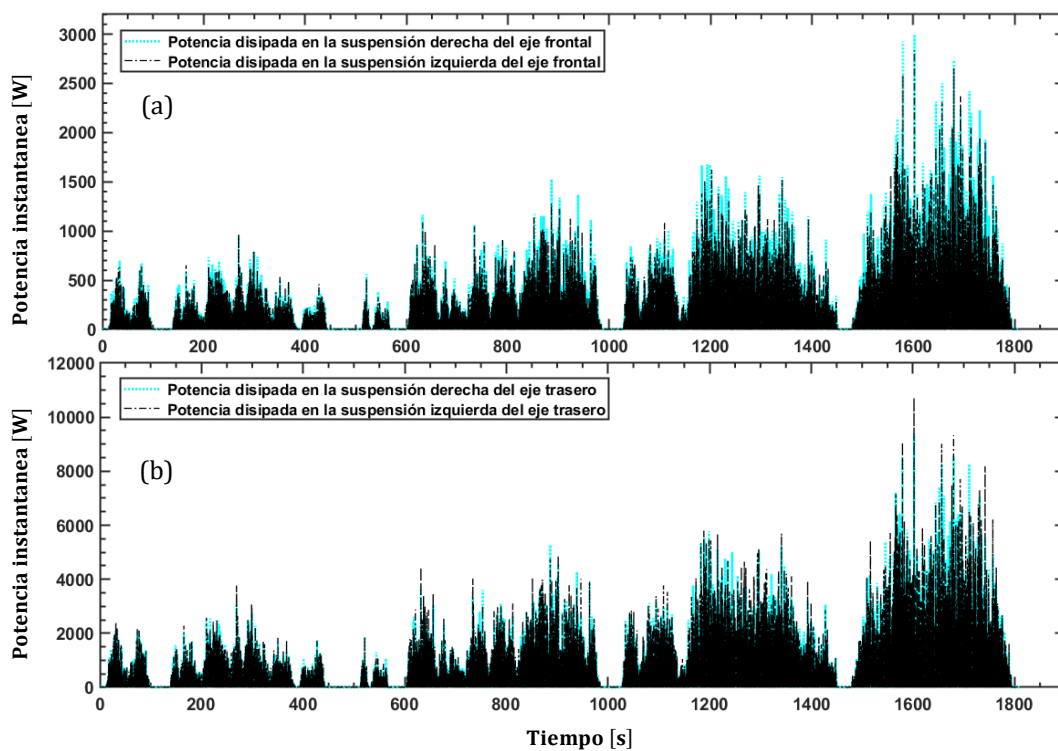 3000
2500
2000
1500
1000
500
0
Potencia instantanea [W]
Potencia disipada en la suspensión derecha del eje frontal
Potencia disipada en la suspensión izquierda del eje frontal
(a)
0 200 400 600 800 1000 1200 1400 1600 1800
12000
10000
8000
6000
4000
2000
0
Potencia instantanea [W]
Potencia disipada en la suspensión derecha del eje trasero
Potencia disipada en la suspensión izquierda del eje trasero
(b)
0 200 400 600 800 1000 1200 1400 1600 1800
Tiempo [s]